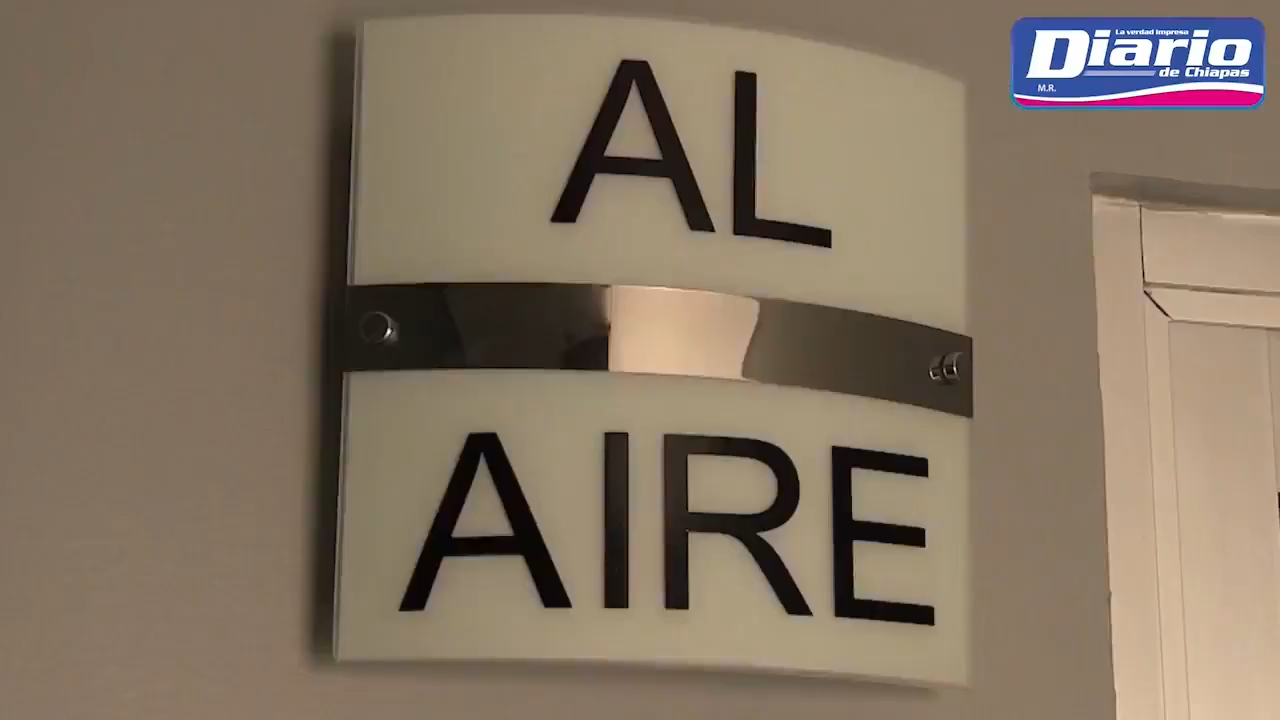 AL
AIRE
La verdad impresa
Diario
de Chiapas
M.R.